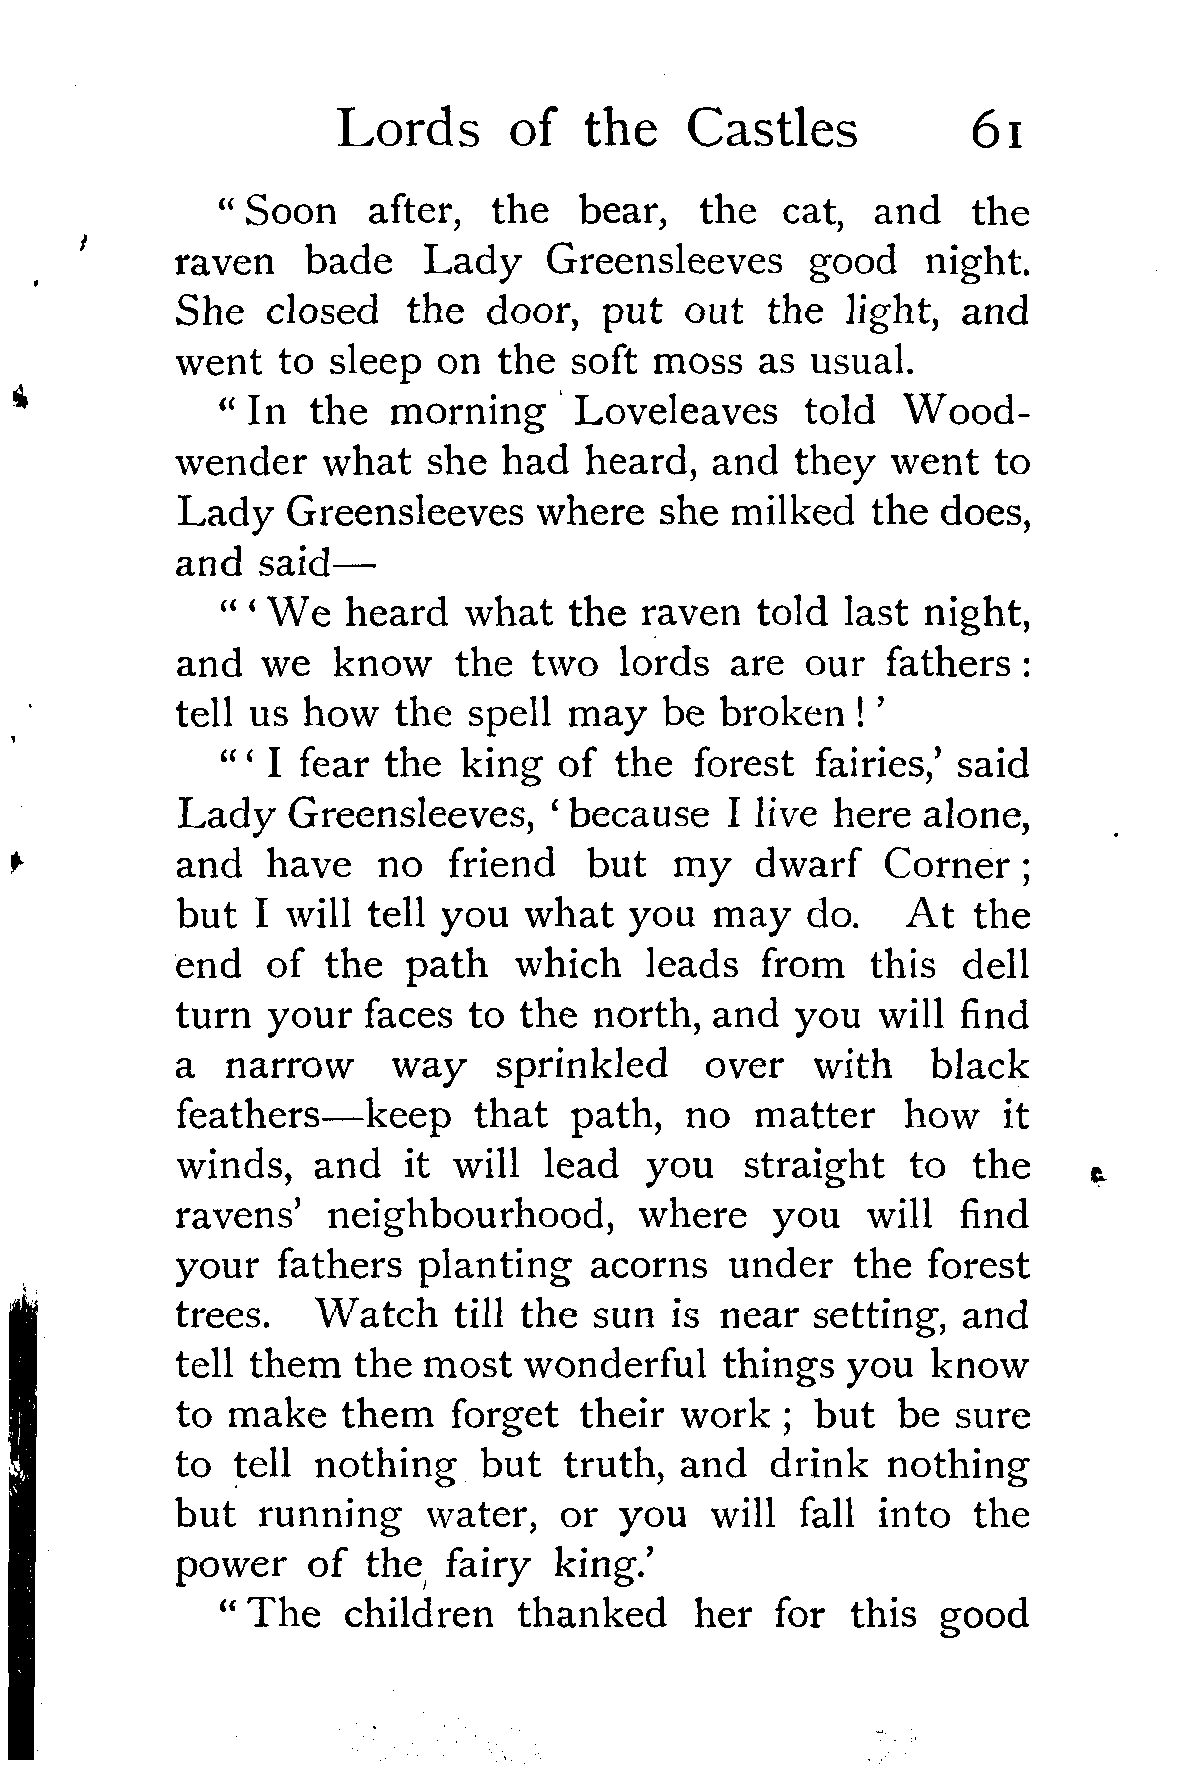 Lords of the Castles 61
“ Soon after, the bear, the cat, and the
raven bade Lady Greensleeves good night.
She closed the door, put out the light, and
went to sleep on the soft moss as usual.
“ In the morning Loveleaves told Wood-
wender what she had heard, and they went to
Lady Greensleeves where she milked the does,
and said—
“ ‘ We heard what the raven told last night,
and we know the two lords are our fathers :
tell us how the spell may be broken ! ’
“ ‘ I fear the king of the forest fairies,’ said
Lady Greensleeves, ‘ because I live here alone,
and have no friend but my dwarf Corner ;
but I will tell you what you may do. At the
end of the path which leads from this dell
turn your faces to the north, and you will find
a narrow way sprinkled over with black
feathers—keep that path, no matter how it
winds, and it will lead you straight to the
ravens’ neighbourhood, where you will find
your fathers planting acorns under the forest
trees. Watch till the sun is near setting, and
tell them the most wonderful things you know
to make them forget their work ; but be sure
to tell nothing but truth, and drink nothing
but running water, or you will fall into the
power of the fairy king.’
“ The children thanked her for this good